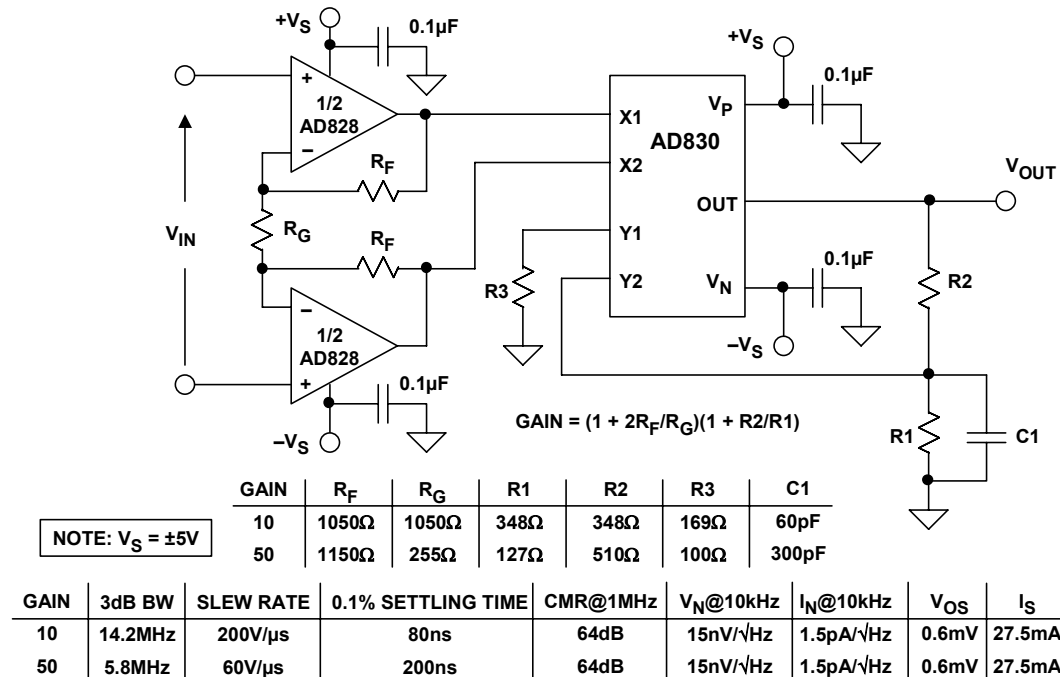 +VS
0.1µF
+
1/2
AD828
−
RF
VIN
RG
RF
−
1/2
AD828
+
0.1µF
−VS
+VS
0.1µF
X1
VP
AD830
X2
VOUT
OUT
Y1
0.1µF
Y2
VN
R3
R2
−VS
GAIN = (1 + 2RF/RG)(1 + R2/R1)
R1
C1
GAIN RF RG R1 R2 R3 C1
10 1050Ω 1050Ω 348Ω 348Ω 169Ω 60pF
NOTE: VS = ±5V
50 1150Ω 255Ω 127Ω 510Ω 100Ω 300pF
GAIN 3dB BW SLEW RATE 0.1% SETTLING TIME CMR@1MHz VN@10kHz IN@10kHz VOS IS
10 14.2MHz 200V/µs 80ns 64dB 15nV/√Hz 1.5pA/√Hz 0.6mV 27.5mA
50 5.8MHz 60V/µs 200ns 64dB 15nV/√Hz 1.5pA/√Hz 0.6mV 27.5mA